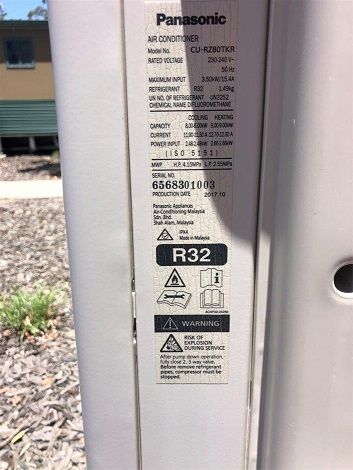 Panasonic
AIR CONDITIONER
Model No. CU-RZ80TKR
RATED VOLTAGE 230-240 V~
50 Hz
MAXIMUM INPUT 3.50kW/15.4A
REFRIGERANT R32 1.49kg
UN NO. OF REFRIGERANT UN3252
CHEMICAL NAME DIFLUOROMETHANE
COOLING HEATING
CAPACITY
CURRENT
POWER INPUT
(ISO 5151)
MWP H.P. 4.15MPa L.P. 2.55MPa
SERIAL NO.
6568301003
PRODUCTION DATE 2017.10
Panasonic Appliances
Air-Conditioning Malaysia
Sdn. Bhd.
Shah Alam, Malaysia
IPX4
Made in Malaysia
R32
WARNING
RISK OF
EXPLOSION
DURING SERVICE
After pump down operation,
fully close 2, 3 way valve.
Before remove refrigerant
pipes, compressor must be
stopped.